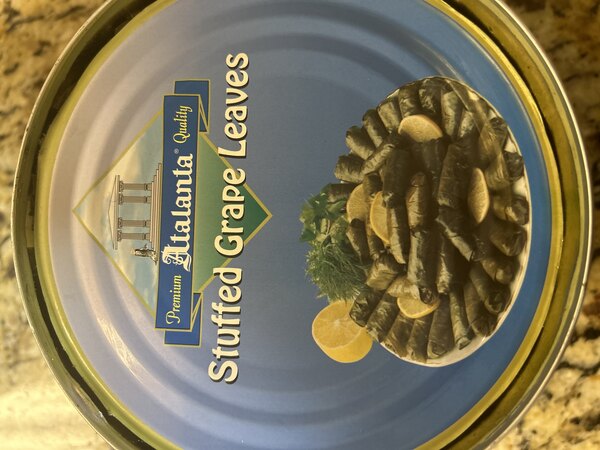 Premium Atalanta® Quality
Stuffed Grape Leaves